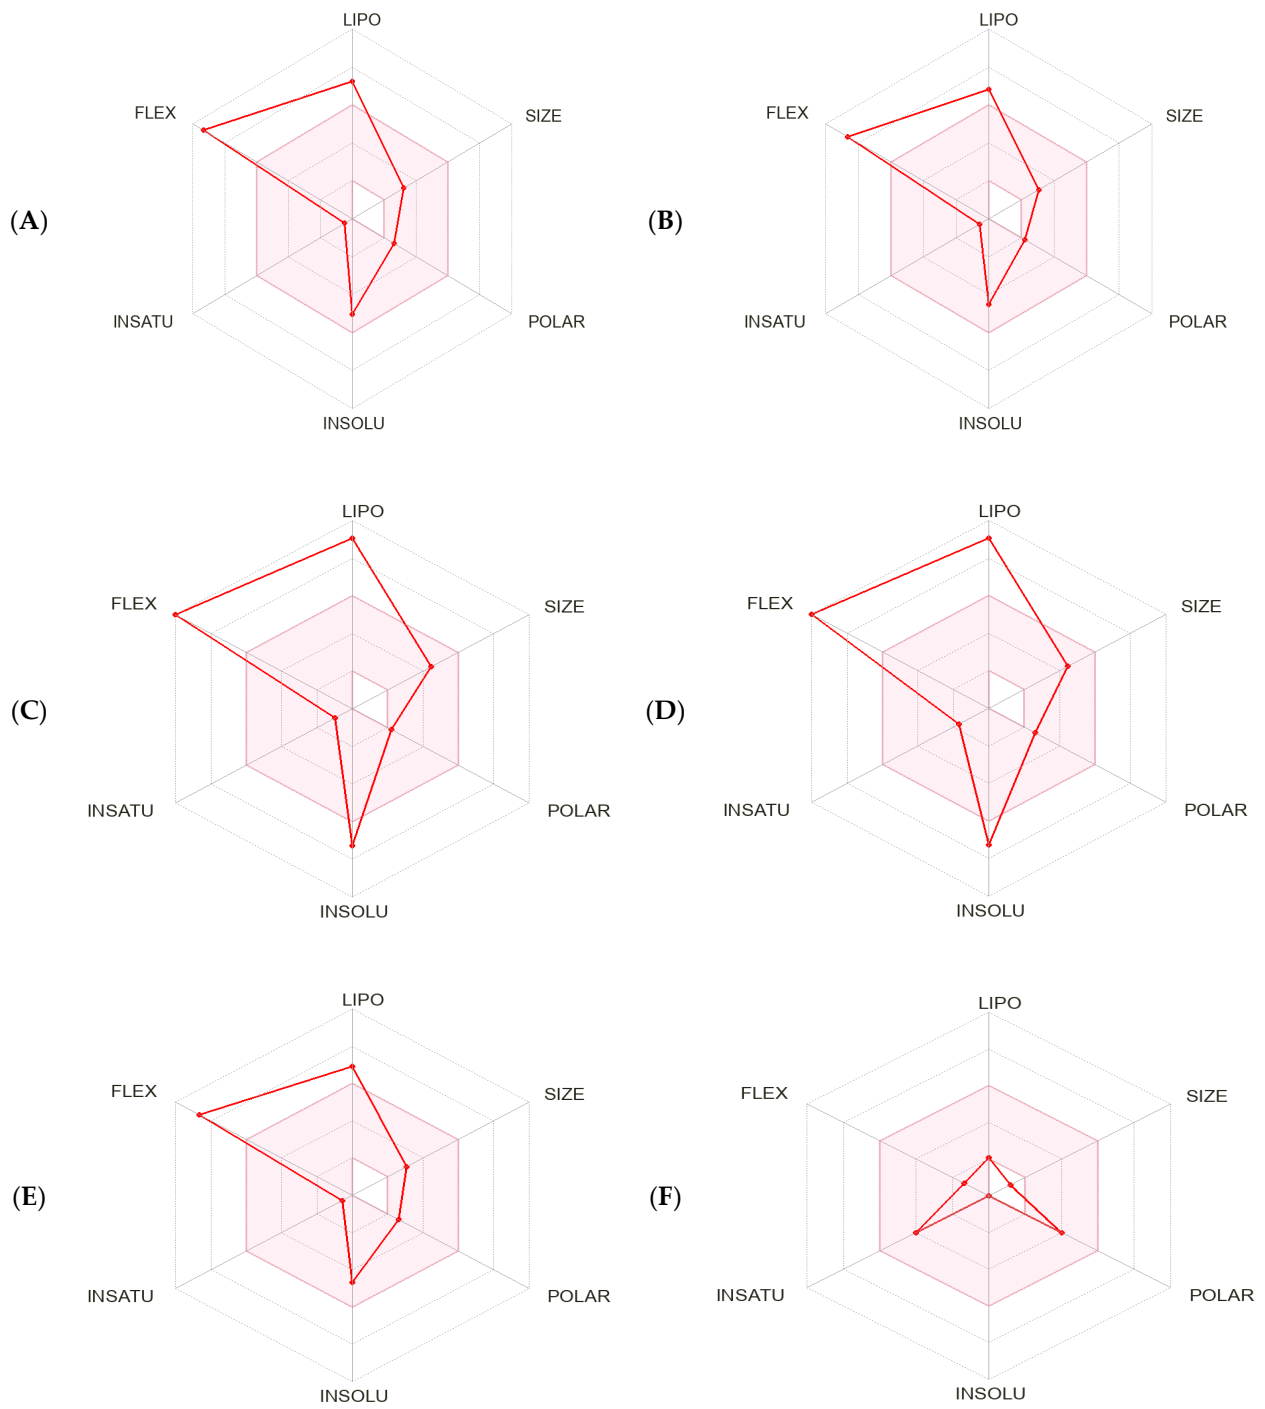 LIPO
FLEX
SIZE
(A)
INSATU
POLAR
INSOLU
LIPO
FLEX
SIZE
(B)
INSATU
POLAR
INSOLU
LIPO
FLEX
SIZE
(C)
INSATU
POLAR
INSOLU
LIPO
FLEX
SIZE
(D)
INSATU
POLAR
INSOLU
LIPO
FLEX
SIZE
(E)
INSATU
POLAR
INSOLU
LIPO
FLEX
SIZE
(F)
INSATU
POLAR
INSOLU